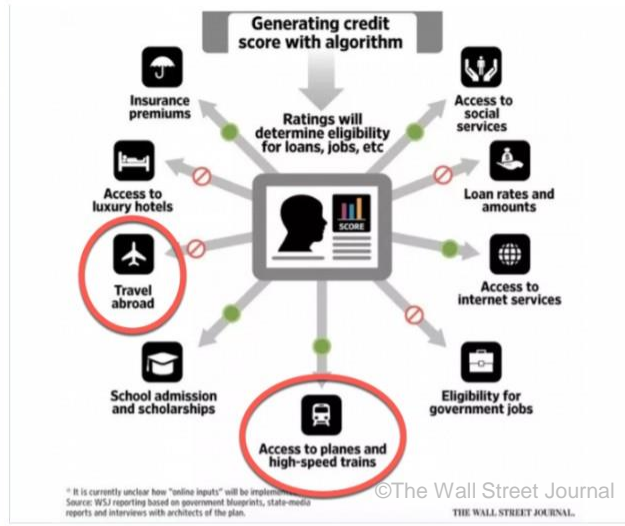 Generating credit
score with algorithm
Ratings will
determine eligibility
for loans, jobs, etc
Insurance
premiums
Access to
social
services
Access to
luxury hotels
Loan rates and
amounts
SCORE
Travel
abroad
Access to
internet services
School admission
and scholarships
Eligibility for
government jobs
Access to planes and
high-speed trains
* It is currently unclear how "online inputs" will be
Source: WSJ reporting based on government blueprints, state-media
reports and interviews with architects of the plan.
©The Wall Street Journal
THE WALL STREET JOURNAL.